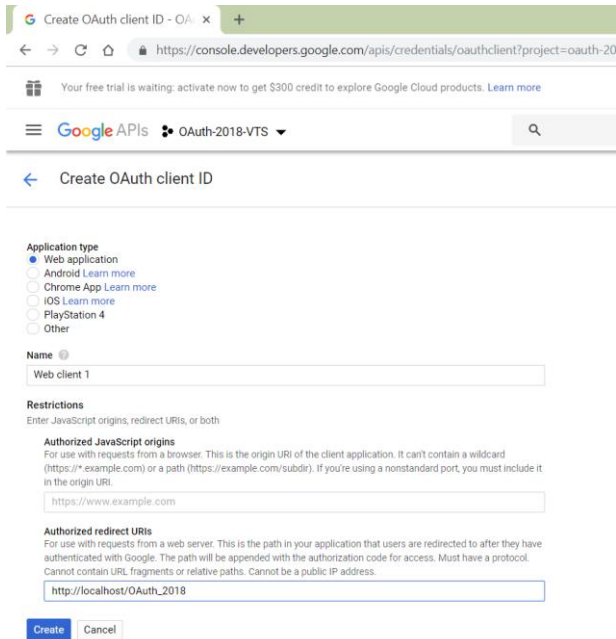 Create OAuth client ID - OA
https://console.developers.google.com/apis/credentials/oauthclient?project=oauth-20
Your free trial is waiting: activate now to get $300 credit to explore Google Cloud products. Learn more
Google APIs OAuth-2018-VTS
Create OAuth client ID
Application type
Web application
Android Learn more
Chrome App Learn more
iOS Learn more
PlayStation 4
Other
Name
Web client 1
Restrictions
Enter JavaScript origins, redirect URIs, or both
Authorized JavaScript origins
For use with requests from a browser. This is the origin URI of the client application. It can't contain a wildcard
(https://*.example.com) or a path (https://example.com/subdir). If you're using a nonstandard port, you must include it
in the origin URI.
https://www.example.com
Authorized redirect URIs
For use with requests from a web server. This is the path in your application that users are redirected to after they have
authenticated with Google. The path will be appended with the authorization code for access. Must have a protocol.
Cannot contain URL fragments or relative paths. Cannot be a public IP address.
http://localhost/OAuth_2018
Create Cancel